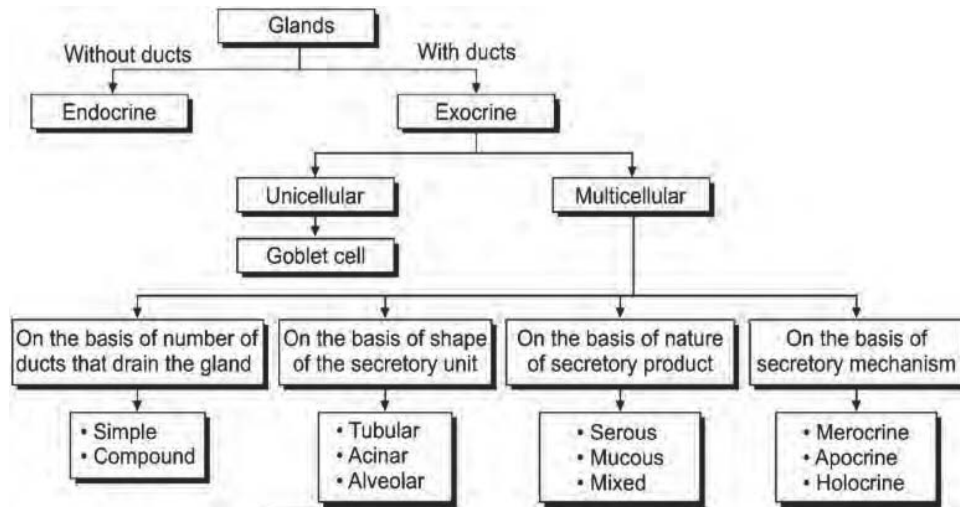 Glands
Without ducts
With ducts
Endocrine
Exocrine
Unicellular
Multicellular
Goblet cell
On the basis of number of
ducts that drain the gland
On the basis of shape
of the secretory unit
On the basis of nature
of secretory product
On the basis of
secretory mechanism
• Simple
• Compound
• Tubular
• Acinar
• Alveolar
• Serous
• Mucous
• Mixed
• Merocrine
• Apocrine
• Holocrine